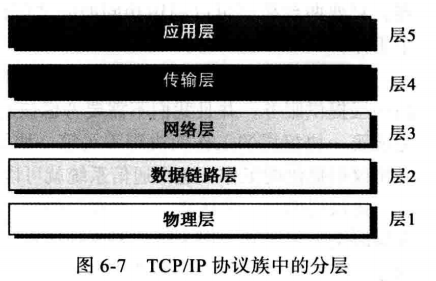 应用层 层5
传输层 层4
网络层 层3
数据链路层 层2
物理层 层1
图 6-7 TCP/IP 协议族中的分层